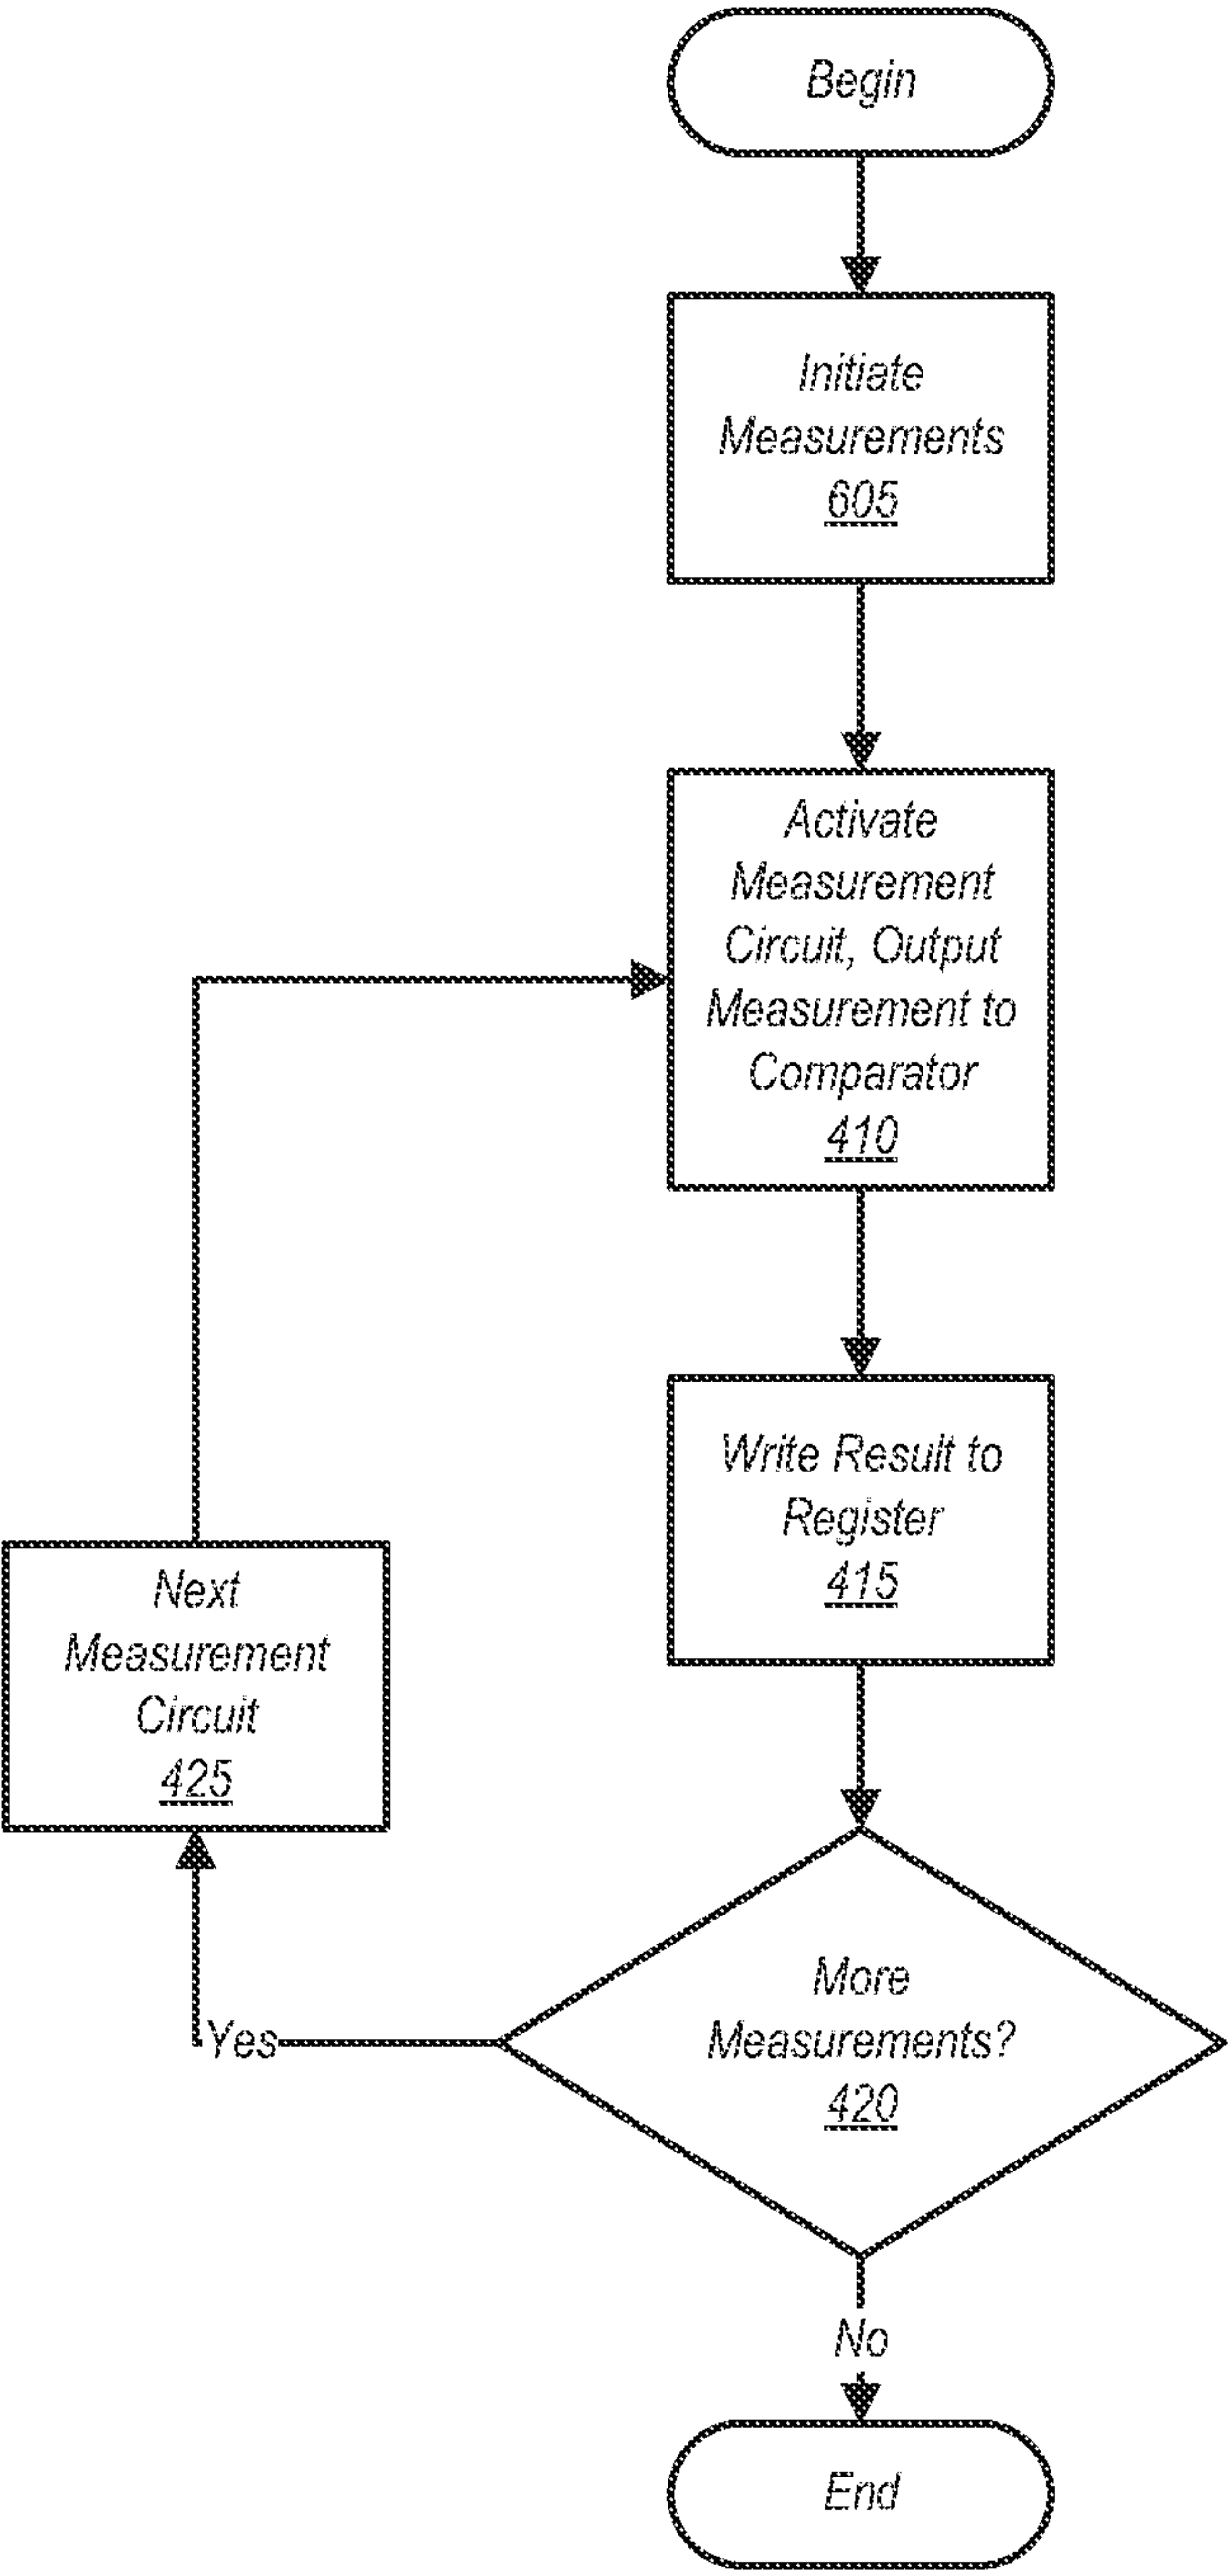 Begin
Initiate
Measurements
605
Activate
Measurement
Circuit, Output
Measurement to
Comparator
410
Write Result to
Register
415
Next
Measurement
Circuit
425
More
Measurements?
420
Yes
No
End